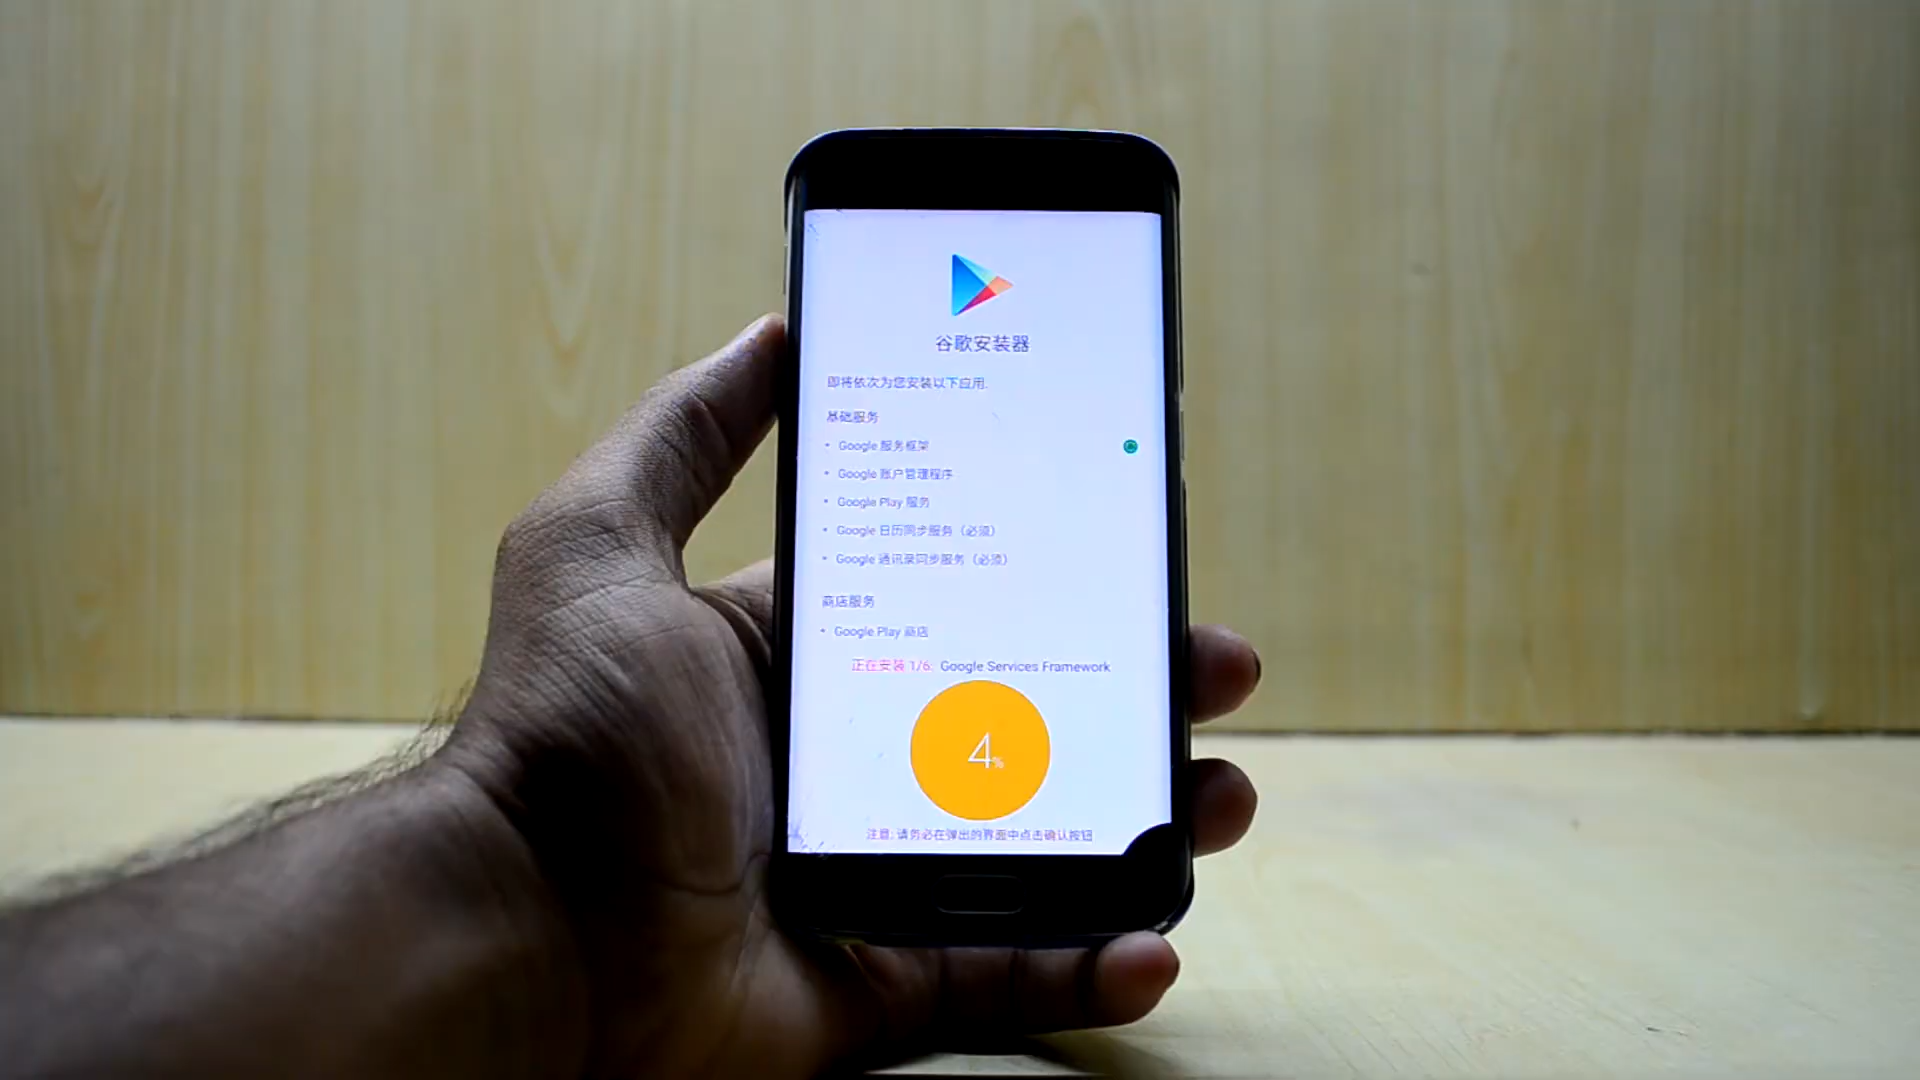 谷歌安装器
即将依次为您安装以下应用.
基础服务
• Google 服务框架
• Google 账户管理程序
• Google Play 服务
• Google 日历同步服务（必须）
• Google 通讯录同步服务（必须）
商店服务
• Google Play 商店
正在安装 1/6: Google Services Framework
4%
注意: 请务必在弹出的界面中点击确认按钮